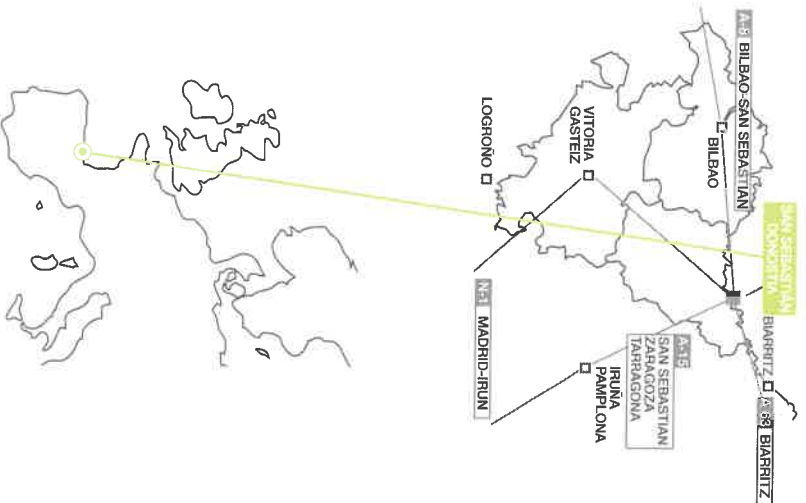 SAN SEBASTIÁN
DONOSTIA
A-8 BILBAO-SAN SEBASTIAN
BILBAO
VITORIA
GASTEIZ
LOGROÑO
BIARRITZ
A-63 BIARRITZ
A-15
SAN SEBASTIAN
ZARAGOZA
TARRAGONA
IRUÑA
PAMPLONA
N-1 MADRID-IRUN